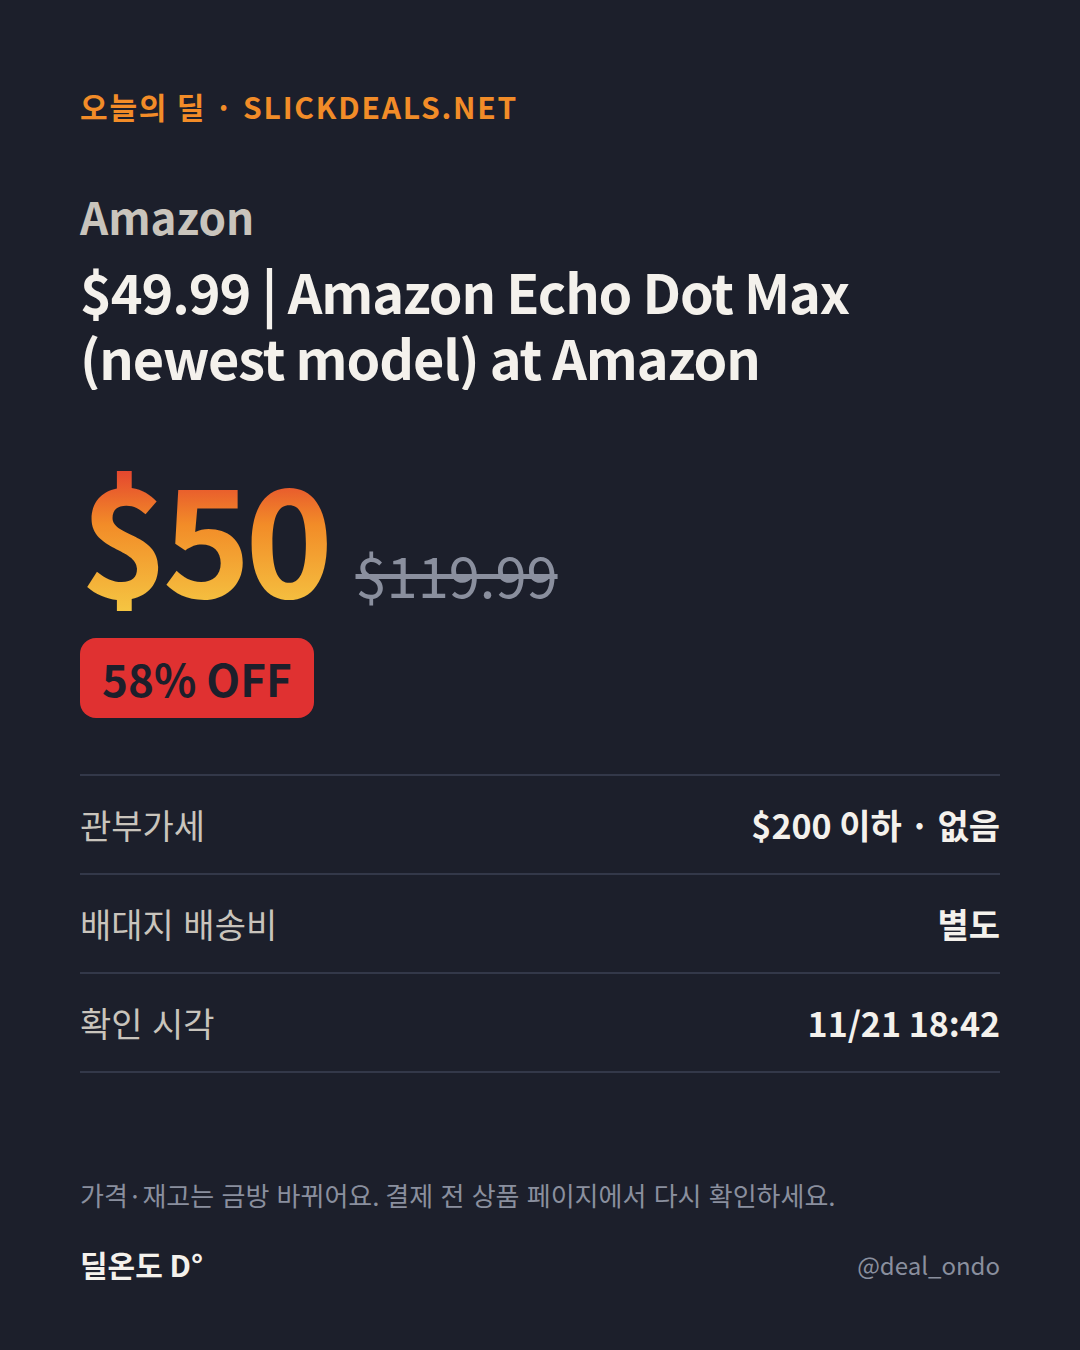 오늘의 딜 · SLICKDEALS.NET
Amazon
$49.99 | Amazon Echo Dot Max
(newest model) at Amazon
$50 $119.99
58% OFF
관부가세 $200 이하 · 없음
배대지 배송비 별도
확인 시각 11/21 18:42
가격·재고는 금방 바뀌어요. 결제 전 상품 페이지에서 다시 확인하세요.
딜온도 D° @deal_ondo